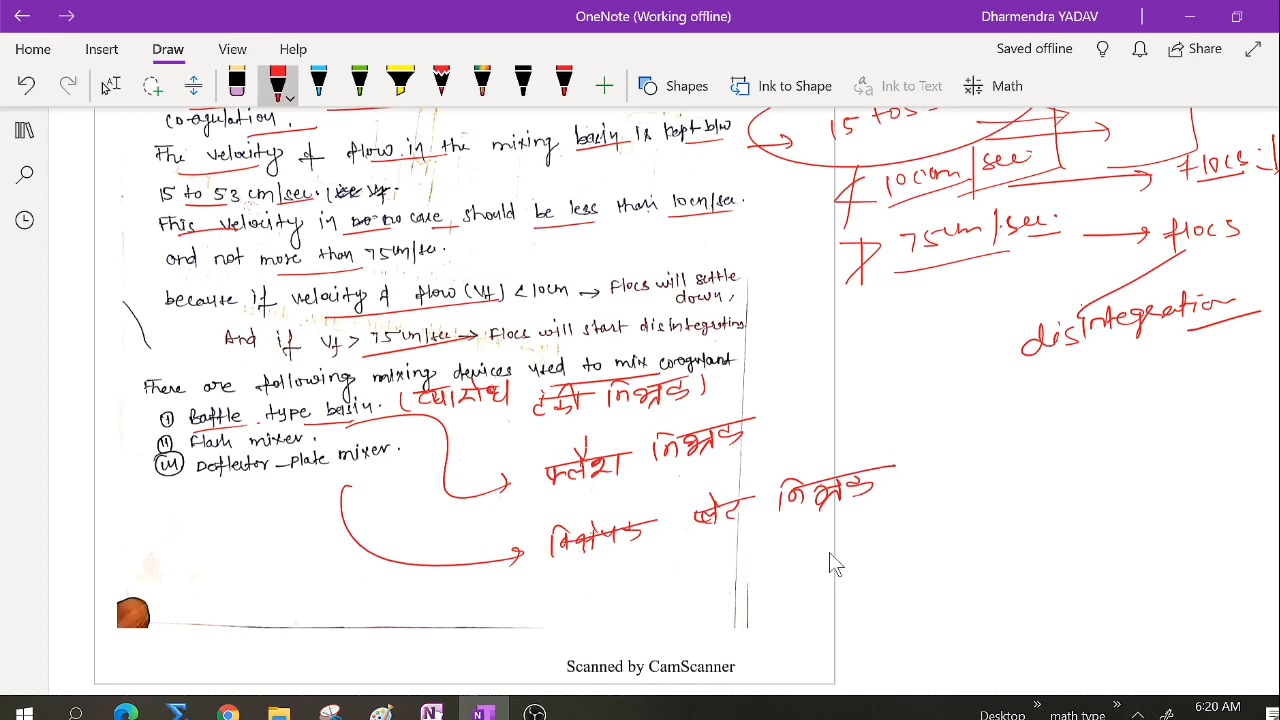 OneNote (Working offline)
Dharmendra YADAV
Home Insert Draw View Help
Saved offline
Share
Shapes
Ink to Shape
Ink to Text
Math
co-agulation.
The velocity of flow in the mixing basin is kept b/w
15 to 53 cm/sec.
This velocity in no case should be less than 10cm/sec.
and not more than 75cm/sec.
because if velocity of flow (Vf) < 10cm → Flocs will settle
down,
And if Vf > 75cm/sec → Flocs will start disintegrating
There are following mixing devices used to mix coagulant
(i) Baffle type basin. (व्यारोध टंकी मिश्रक)
(ii) Flash mixer.
(iii) Deflector-plate mixer.
फ्लैश मिश्रक
प्लेट मिश्रक
15 to 5
10cm/sec
flocs
75cm/sec.
flocs
disintegration
Scanned by CamScanner
Desktop
math type
6:20 AM